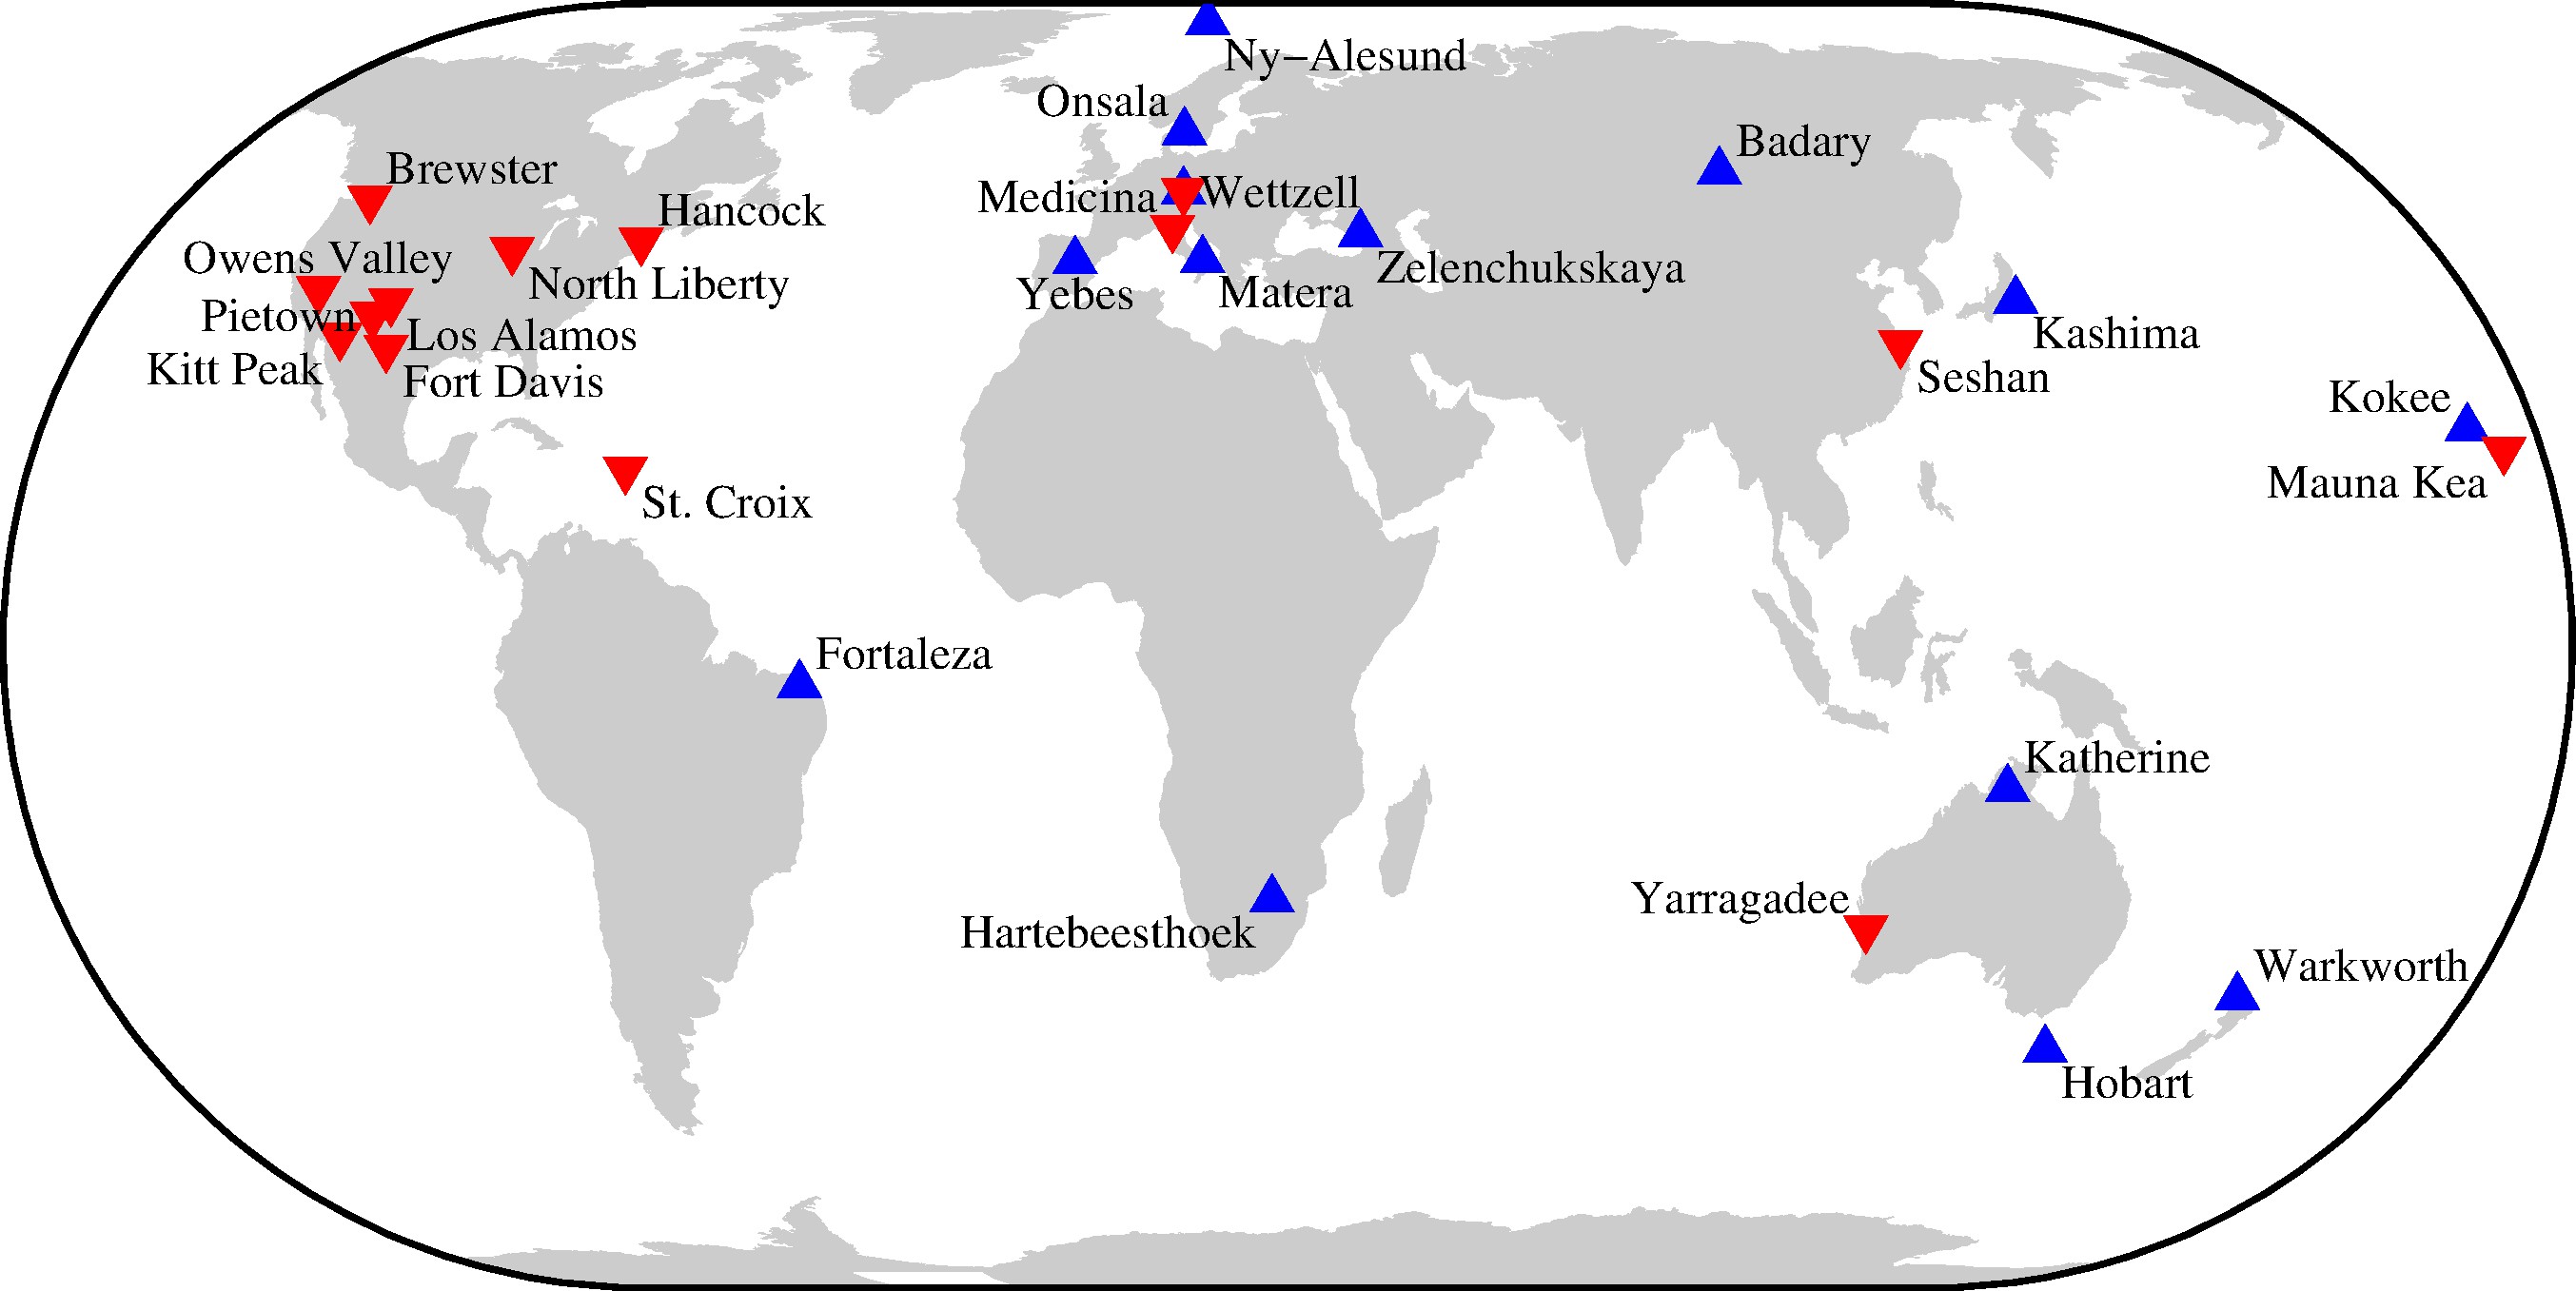 Ny−Alesund
Onsala
Badary
Brewster
Medicina
Wettzell
Hancock
Owens Valley
Zelenchukskaya
North Liberty
Yebes
Matera
Pietown
Los Alamos
Kashima
Kitt Peak
Fort Davis
Seshan
Kokee
Mauna Kea
St. Croix
Fortaleza
Katherine
Yarragadee
Hartebeesthoek
Warkworth
Hobart